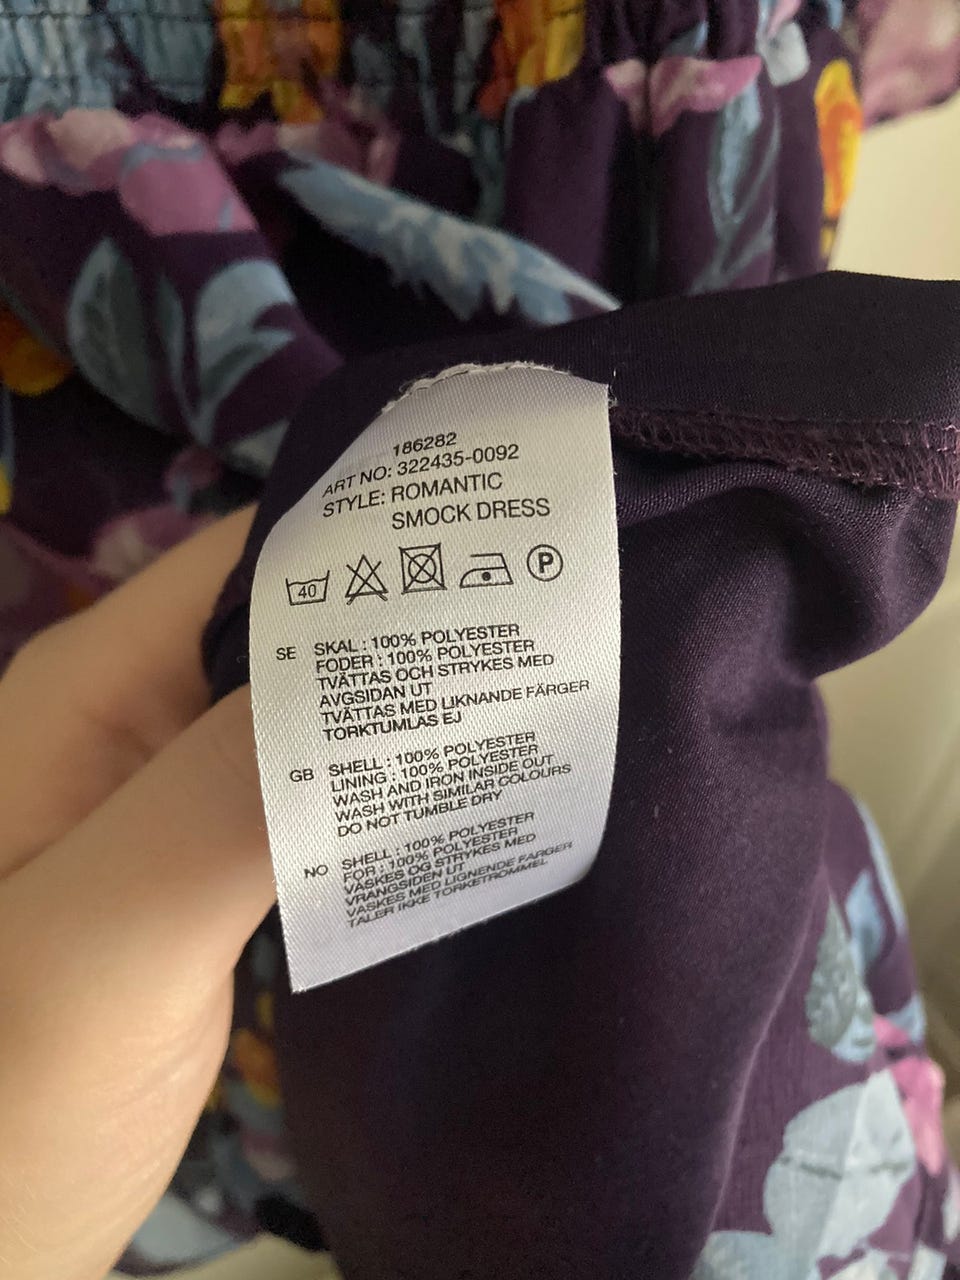 186282
ART NO: 322435-0092
STYLE: ROMANTIC
SMOCK DRESS
40 P
SE SKAL : 100% POLYESTER
FODER : 100% POLYESTER
TVÄTTAS OCH STRYKES MED
AVGSIDAN UT
TVÄTTAS MED LIKNANDE FÄRGER
TORKTUMLAS EJ
GB SHELL : 100% POLYESTER
LINING : 100% POLYESTER
WASH AND IRON INSIDE OUT
WASH WITH SIMILAR COLOURS
DO NOT TUMBLE DRY
NO SHELL : 100% POLYESTER
FOR : 100% POLYESTER
VASKES OG STRYKES MED
VRANGSIDEN UT
VASKES MED LIGNENDE FARGER
TALER IKKE TORKETROMMEL